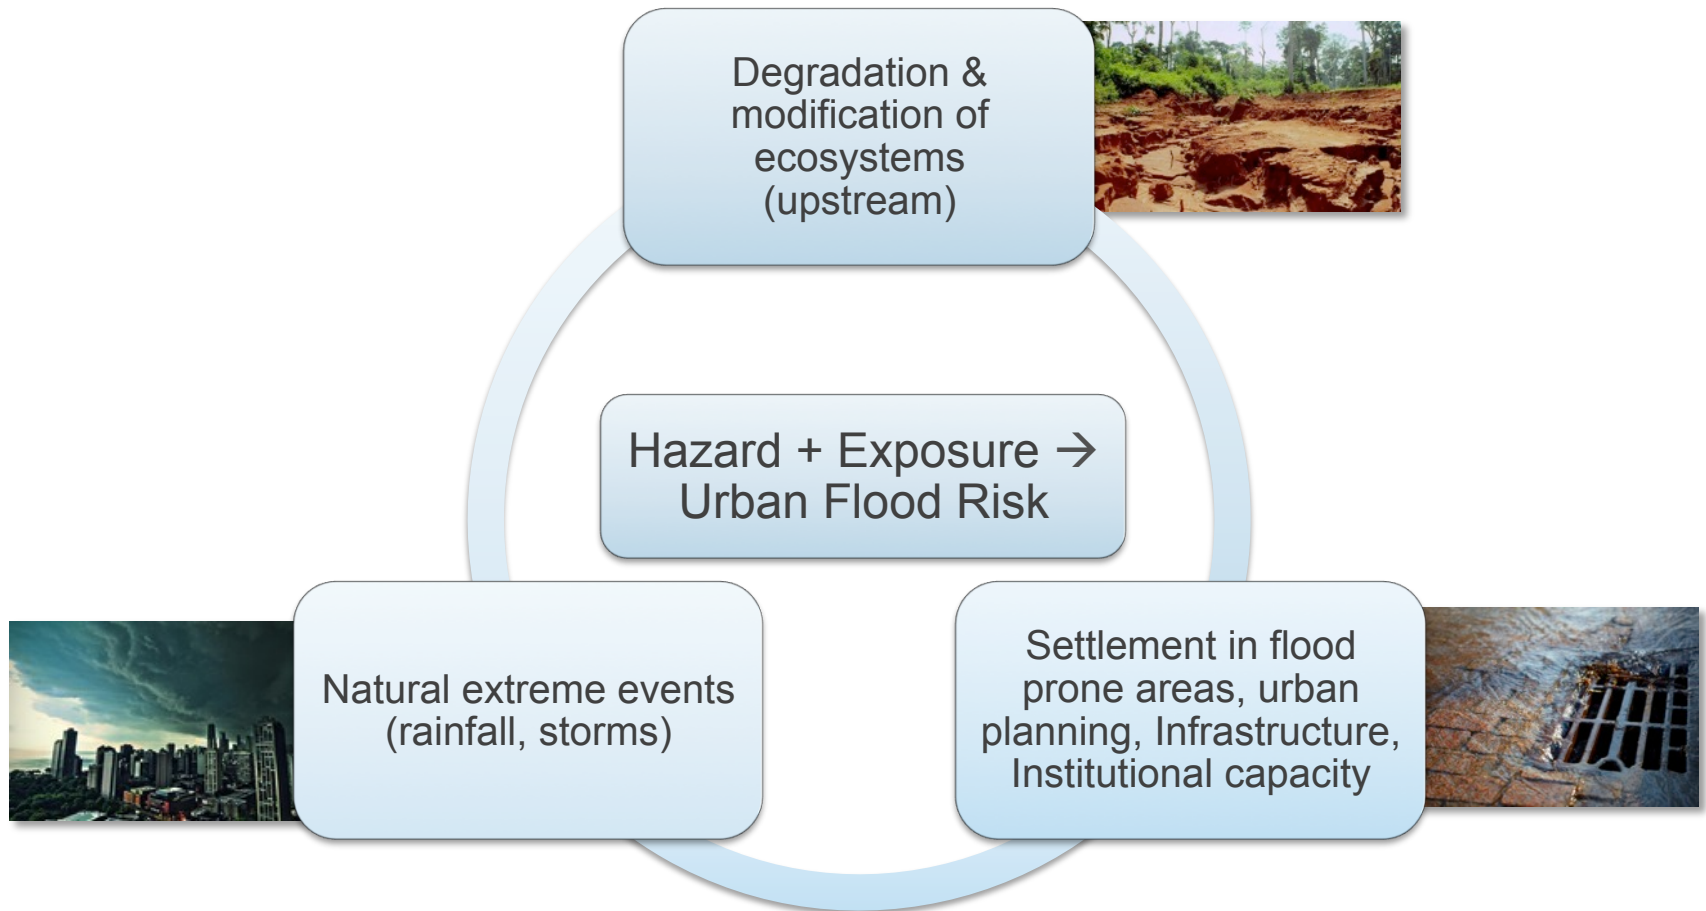 Degradation &
modification of
ecosystems
(upstream)
Hazard + Exposure →
Urban Flood Risk
Natural extreme events
(rainfall, storms)
Settlement in flood
prone areas, urban
planning, Infrastructure,
Institutional capacity